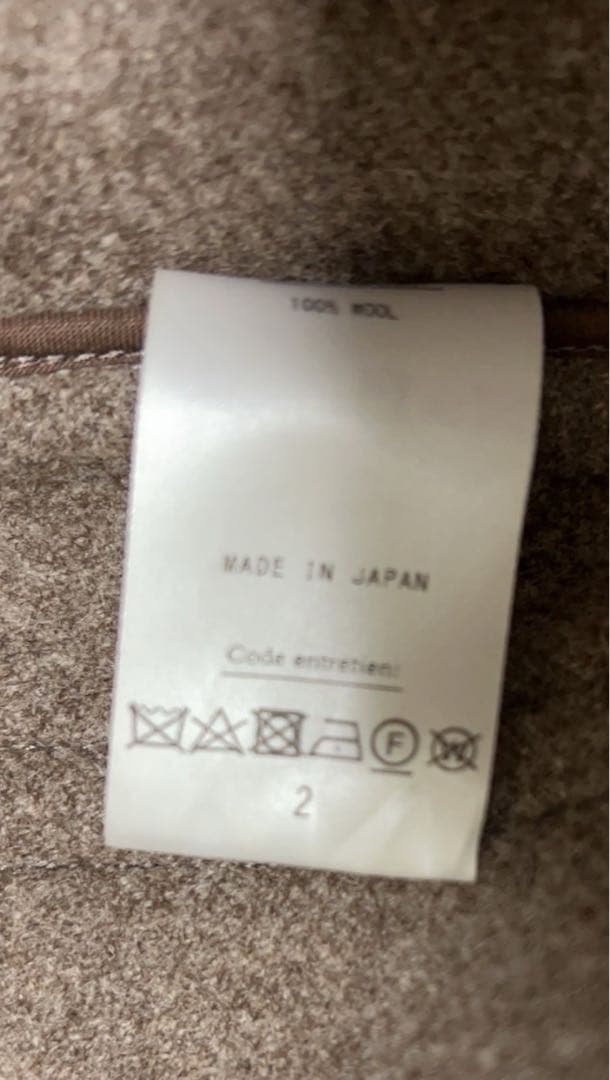 100% WOOL
MADE IN JAPAN
Code entretien:
F W
2